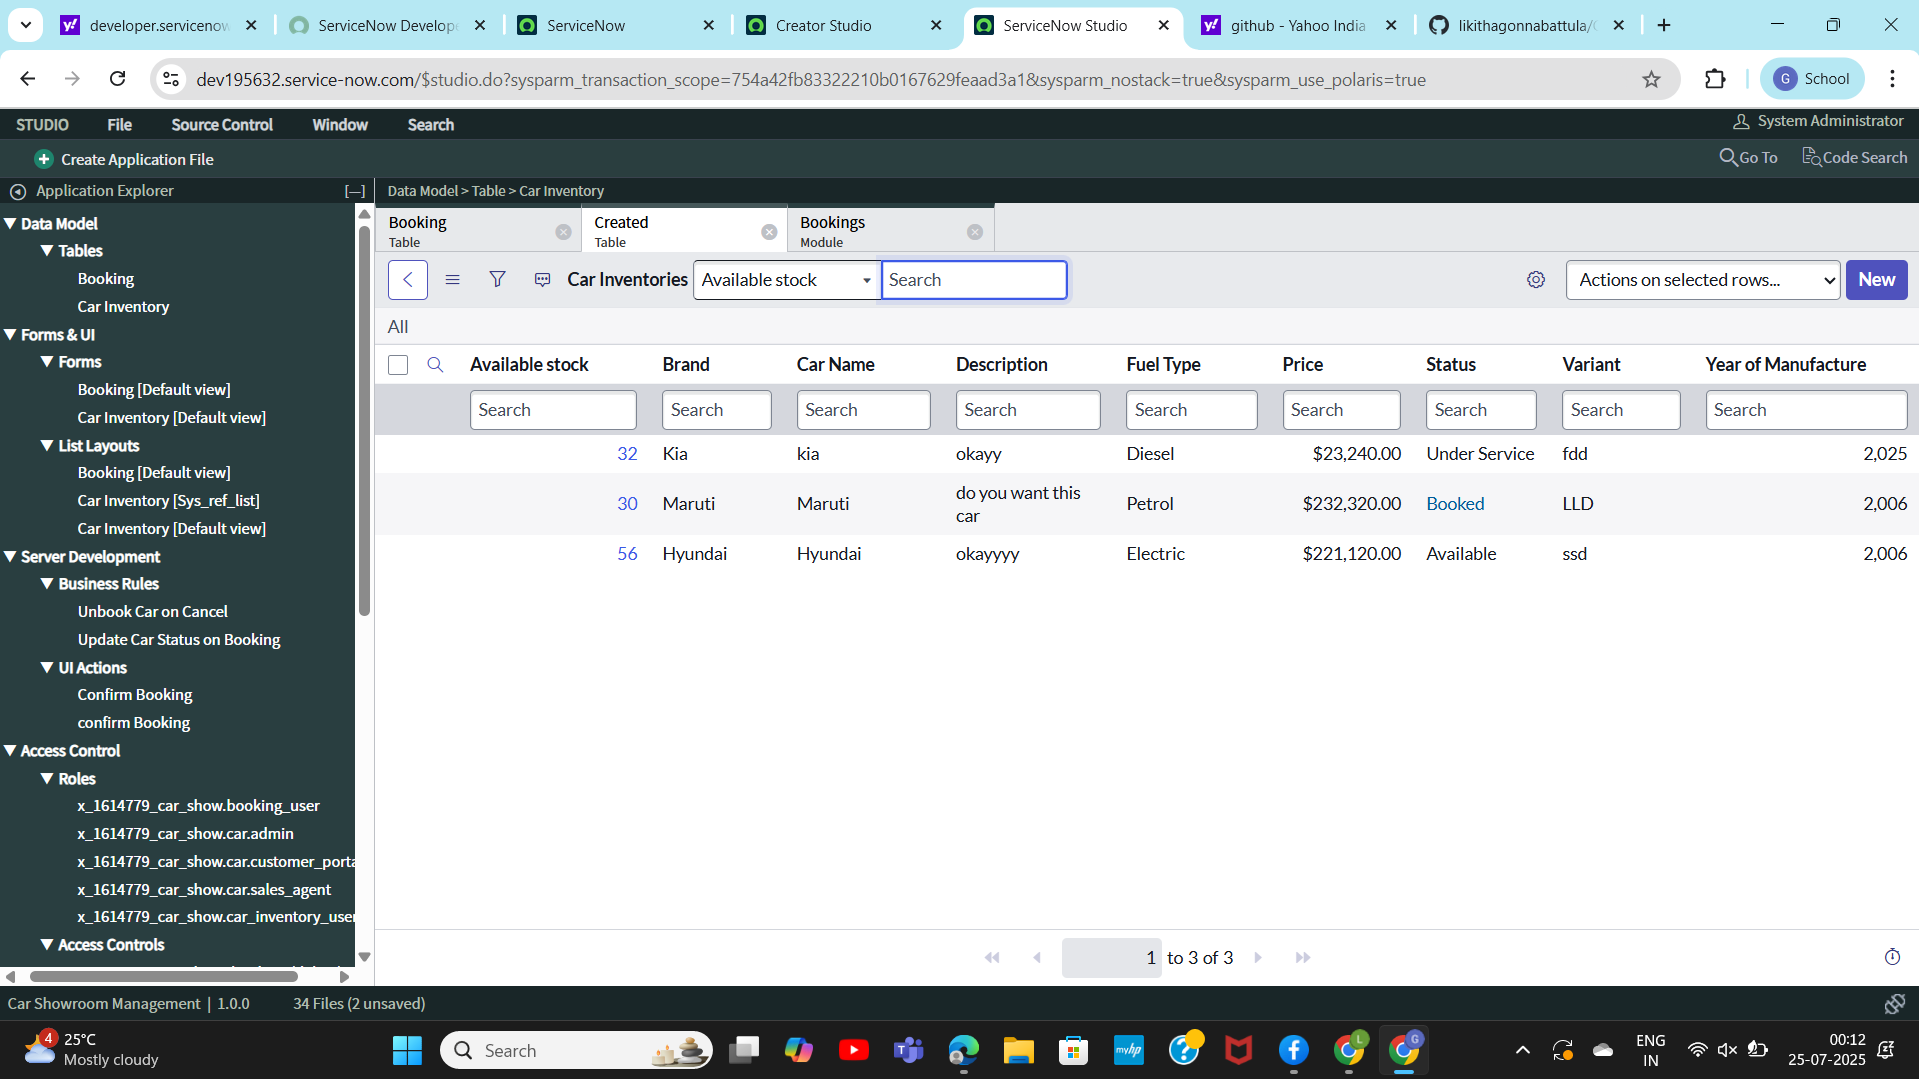 developer.servicenow
ServiceNow Develope
ServiceNow
Creator Studio
ServiceNow Studio
github - Yahoo India
likithagonnabattula/C
dev195632.service-now.com/$studio.do?sysparm_transaction_scope=754a42fb83322210b0167629feaad3a1&sysparm_nostack=true&sysparm_use_polaris=true
G School
STUDIO File Source Control Window Search
System Administrator
Create Application File
Go To Code Search
Application Explorer [—]
Data Model > Table > Car Inventory
Data Model
Tables
Booking
Car Inventory
Forms & UI
Forms
Booking [Default view]
Car Inventory [Default view]
List Layouts
Booking [Default view]
Car Inventory [Sys_ref_list]
Car Inventory [Default view]
Server Development
Business Rules
Unbook Car on Cancel
Update Car Status on Booking
UI Actions
Confirm Booking
confirm Booking
Access Control
Roles
x_1614779_car_show.booking_user
x_1614779_car_show.car.admin
x_1614779_car_show.car.customer_porta
x_1614779_car_show.car.sales_agent
x_1614779_car_show.car_inventory_user
Access Controls
Booking
Table
Created
Table
Bookings
Module
Car Inventories Available stock Search Actions on selected rows... New
All
Available stock Brand Car Name Description Fuel Type Price Status Variant Year of Manufacture
Search Search Search Search Search Search Search Search Search
32 Kia kia okayy Diesel $23,240.00 Under Service fdd 2,025
30 Maruti Maruti do you want this car Petrol $232,320.00 Booked LLD 2,006
56 Hyundai Hyundai okayyyy Electric $221,120.00 Available ssd 2,006
1 to 3 of 3
Car Showroom Management | 1.0.0 34 Files (2 unsaved)
4
25°C
Mostly cloudy
Search
myhp
L
G
ENG
IN
00:12
25-07-2025